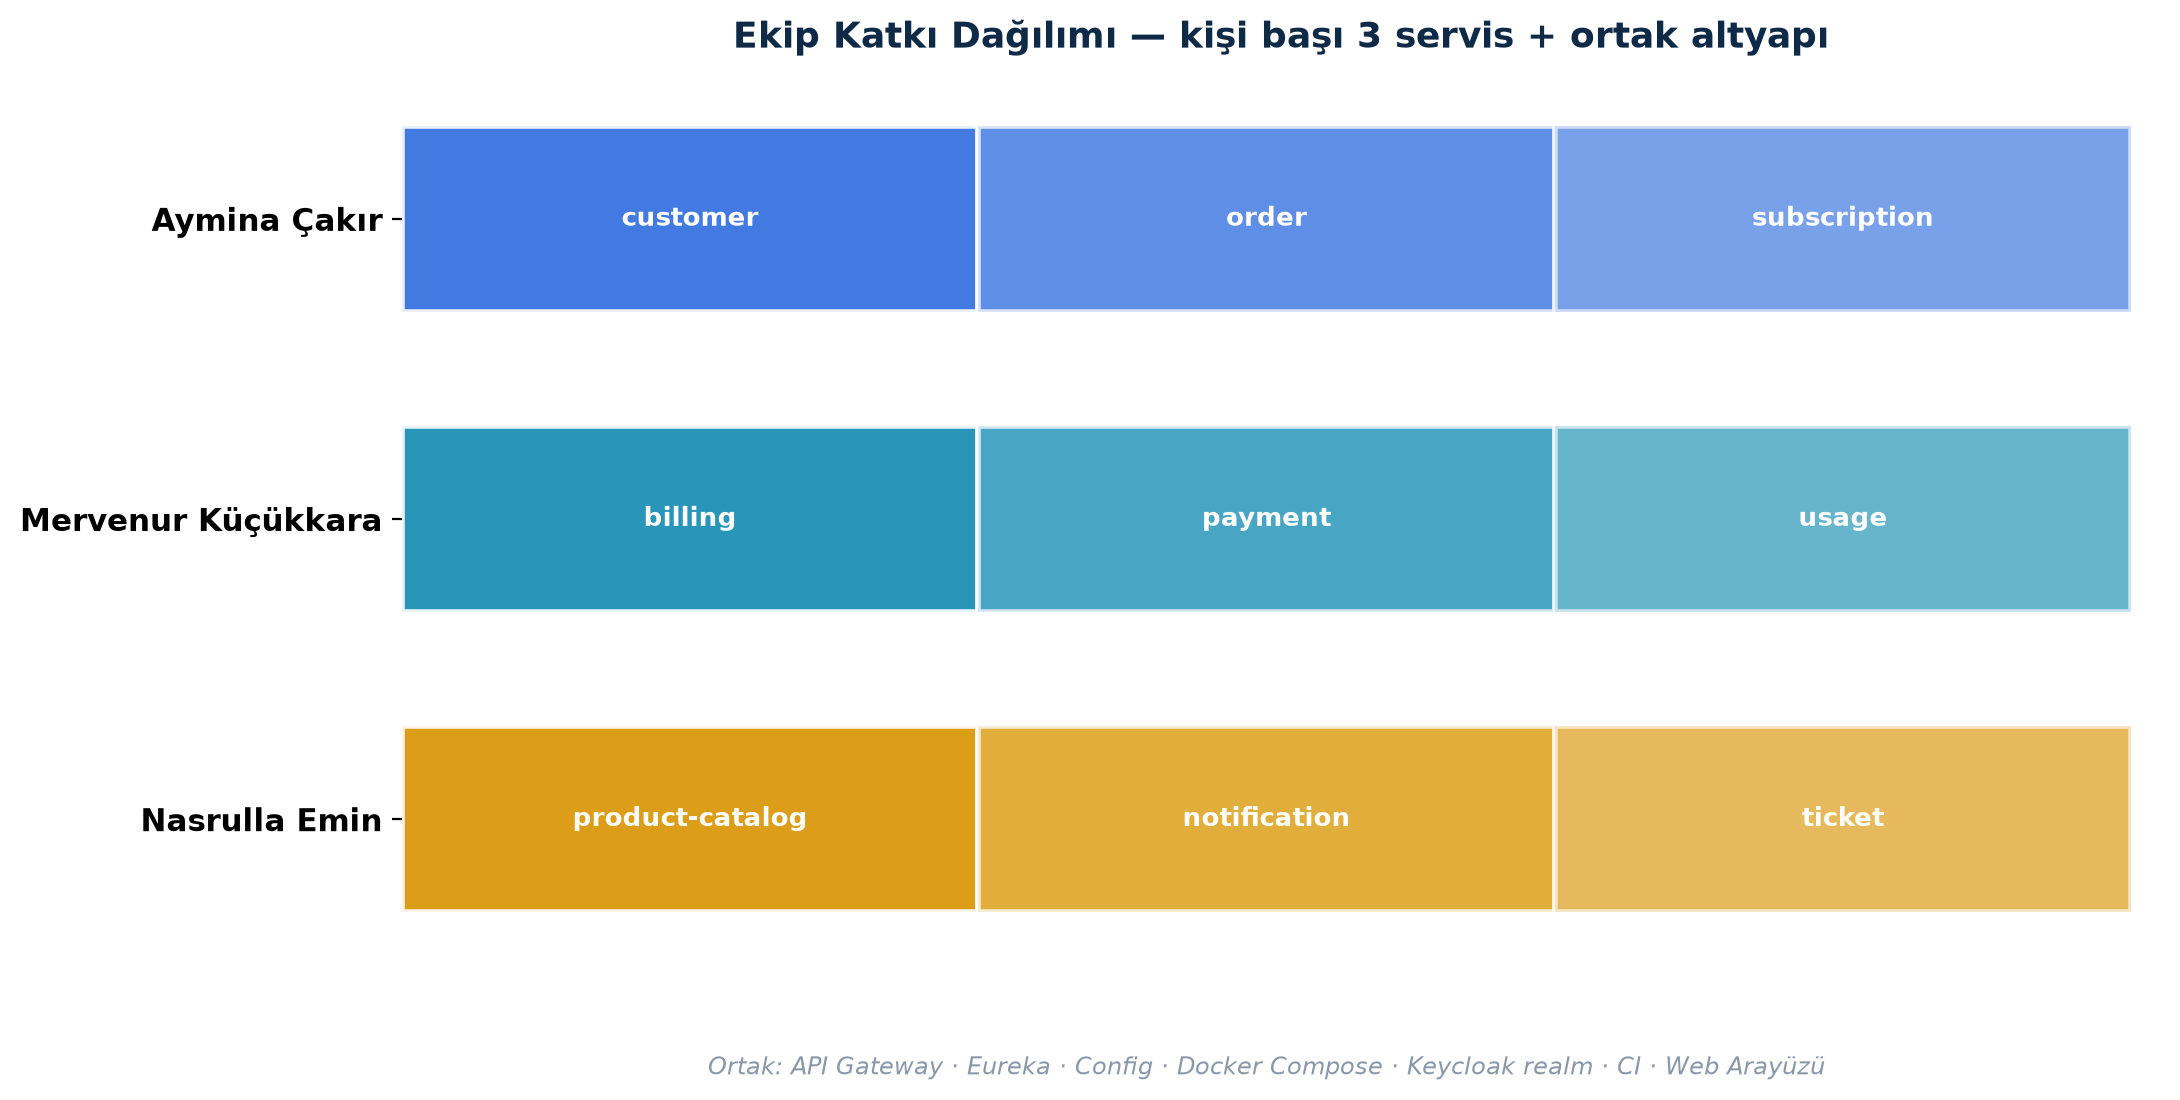 Ekip Katkı Dağılımı — kişi başı 3 servis + ortak altyapı
Aymina Çakır
customer
order
subscription
Mervenur Küçükkara
billing
payment
usage
Nasrulla Emin
product-catalog
notification
ticket
Ortak: API Gateway · Eureka · Config · Docker Compose · Keycloak realm · CI · Web Arayüzü